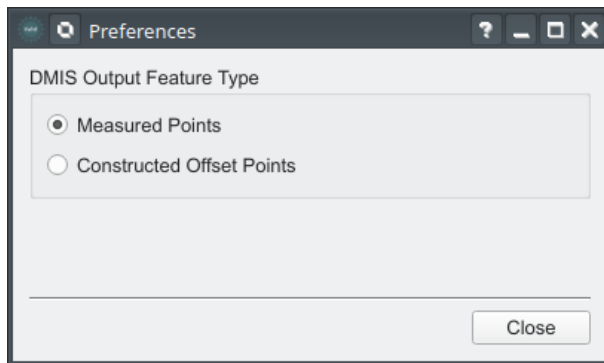 Preferences
DMIS Output Feature Type
Measured Points
Constructed Offset Points
Close